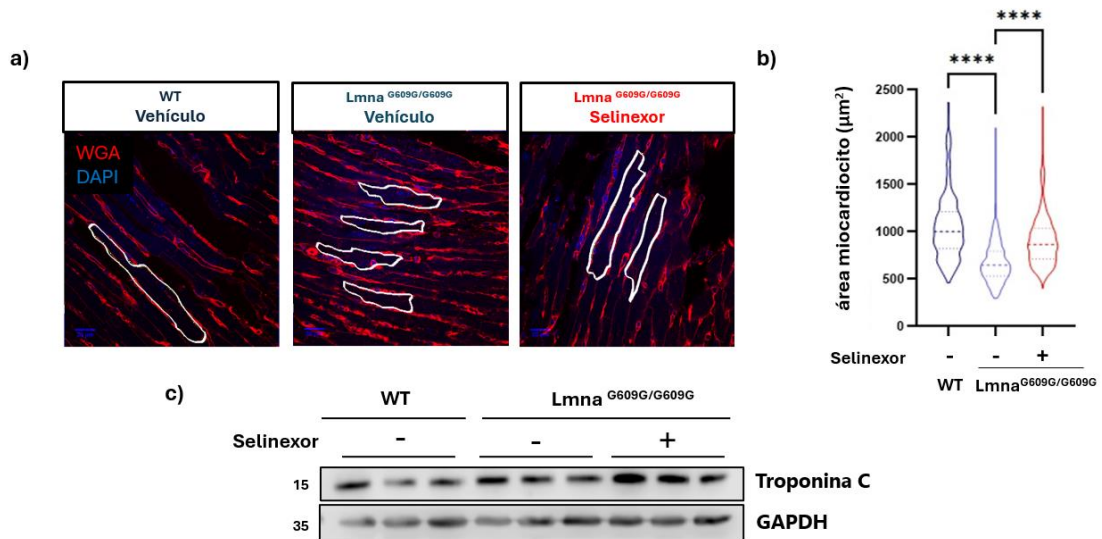 a)
WT
Vehículo
Lmna G609G/G609G
Vehículo
Lmna G609G/G609G
Selinexor
WGA
DAPI
b)
**** 
****
área miocardiocito (µm²)
2500
2000
1500
1000
500
0
Selinexor - - +
WT Lmna G609G/G609G
c)
WT Lmna G609G/G609G
Selinexor - - +
15 Troponina C
35 GAPDH